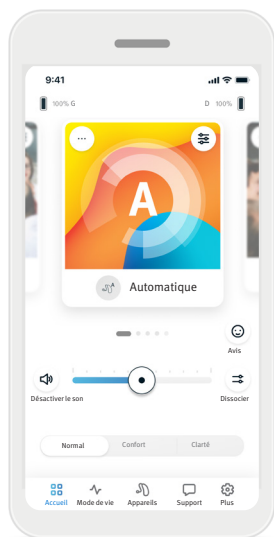 9:41
100% G
D 100%
A
A
Automatique
Avis
Désactiver le son
Dissocier
Normal
Confort
Clarté
Accueil
Mode de vie
Appareils
Support
Plus